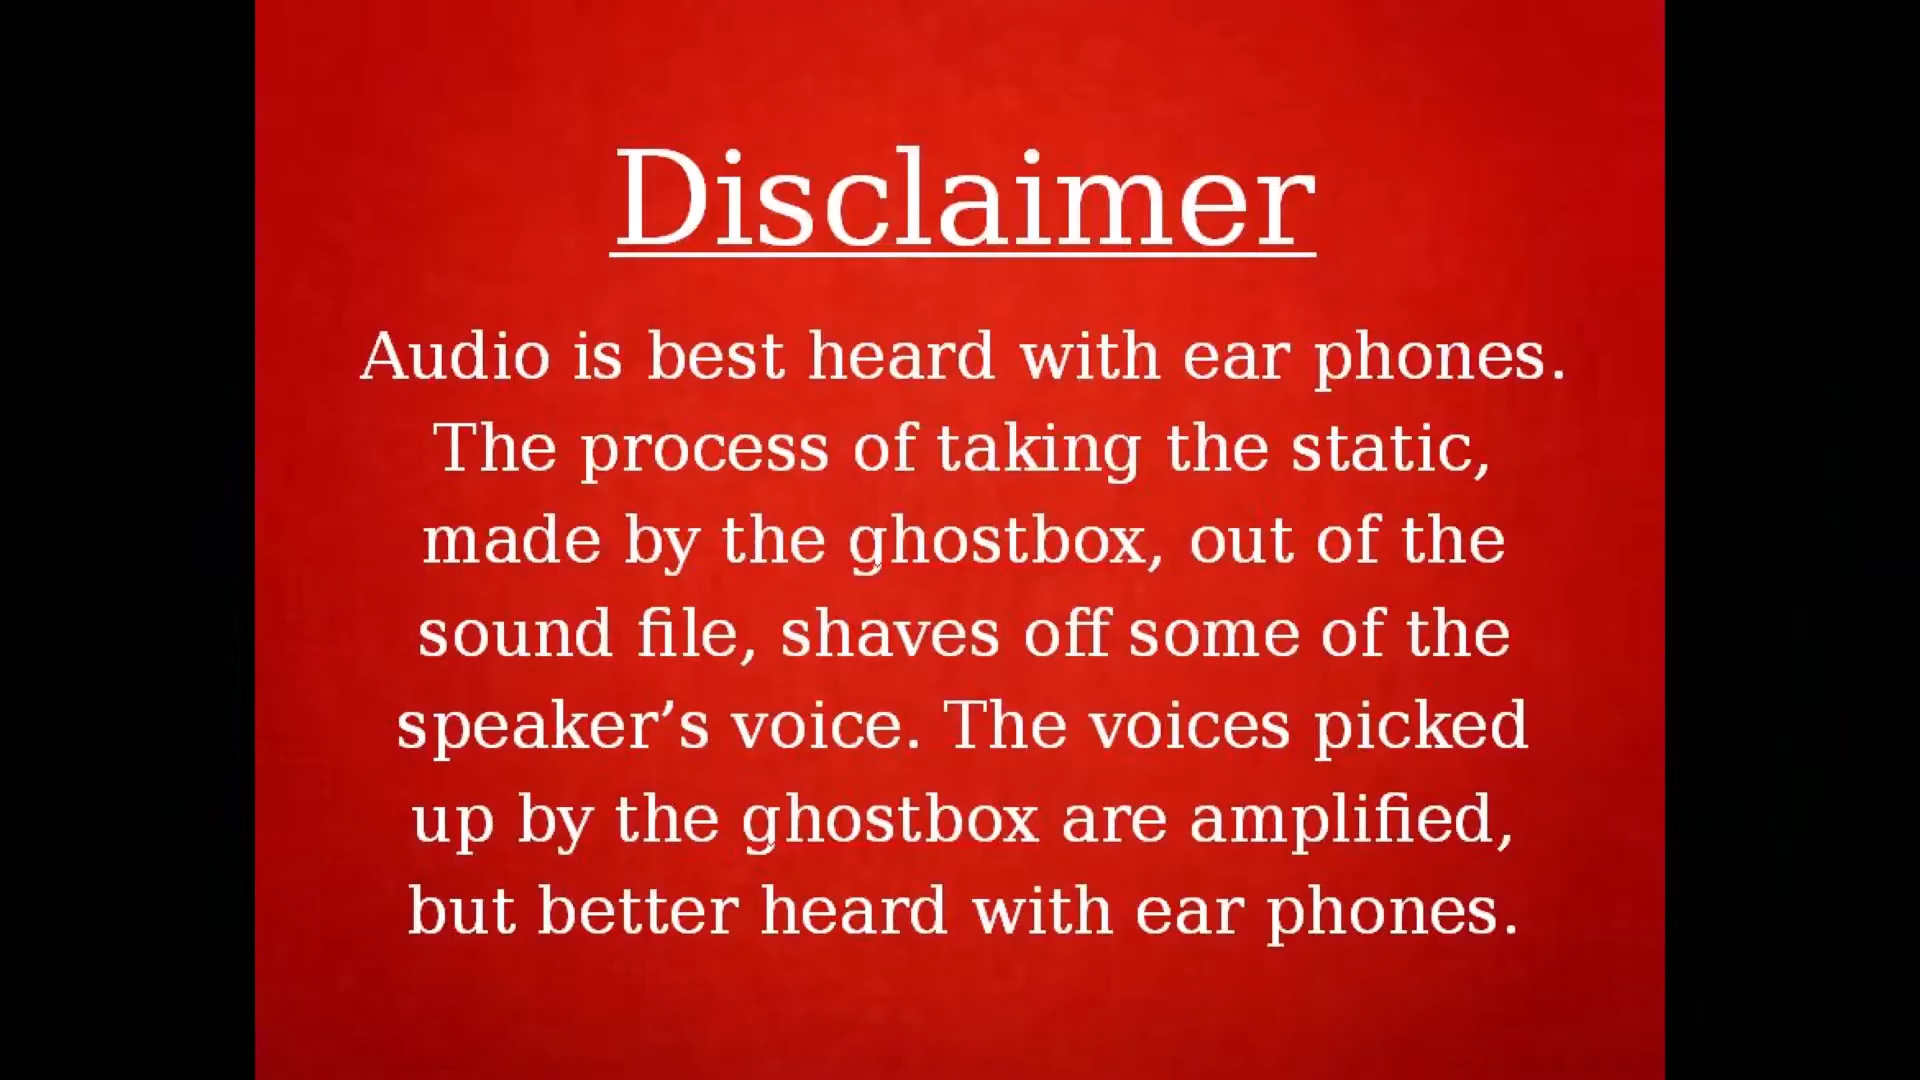 Disclaimer
Audio is best heard with ear phones.
The process of taking the static,
made by the ghostbox, out of the
sound file, shaves off some of the
speaker’s voice. The voices picked
up by the ghostbox are amplified,
but better heard with ear phones.